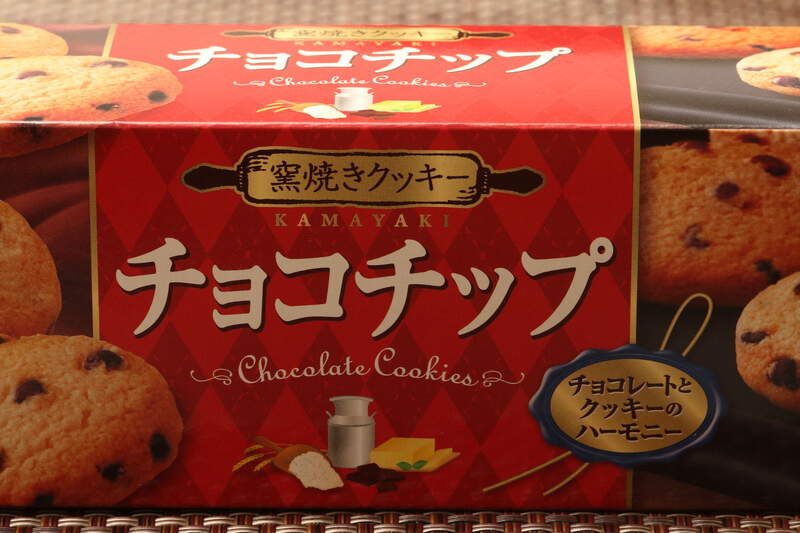 窯焼きクッキー
KAMAYAKI
チョコチップ
Chocolate Cookies
窯焼きクッキー
KAMAYAKI
チョコチップ
Chocolate Cookies
チョコレートと
クッキーの
ハーモニー